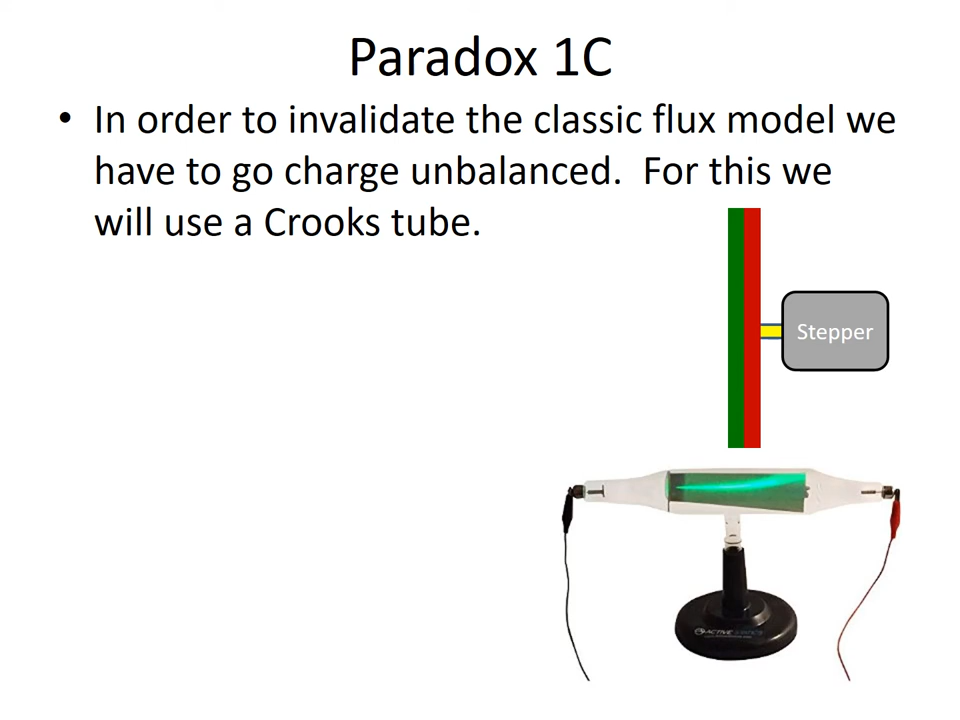 Paradox 1C
• In order to invalidate the classic flux model we
have to go charge unbalanced.  For this we
will use a Crooks tube.
Stepper